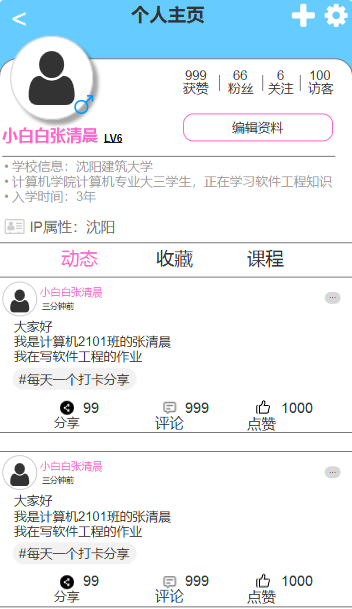 < 个人主页
999 66 6 100
获赞 粉丝 关注 访客
小白白张清晨 LV6
编辑资料
• 学校信息：沈阳建筑大学
• 计算机学院计算机专业大三学生，正在学习软件工程知识
• 入学时间：3年
IP属性：沈阳
动态 收藏 课程
小白白张清晨
三分钟前
大家好
我是计算机2101班的张清晨
我在写软件工程的作业
#每天一个打卡分享
99 999 1000
分享 评论 点赞
小白白张清晨
三分钟前
大家好
我是计算机2101班的张清晨
我在写软件工程的作业
#每天一个打卡分享
99 999 1000
分享 评论 点赞